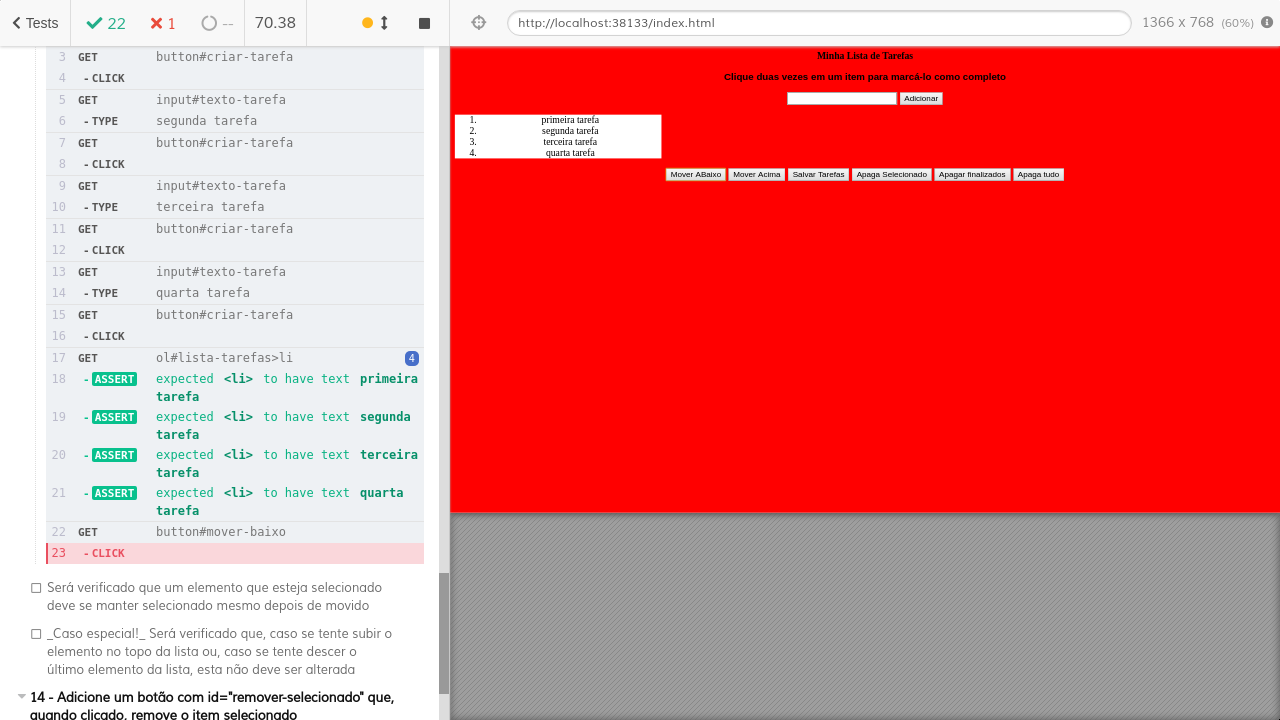 Tests 22 1 -- 70.38 http://localhost:38133/index.html 1366 x 768 (60%)
3 GET button#criar-tarefa
4 - CLICK
5 GET input#texto-tarefa
6 - TYPE segunda tarefa
7 GET button#criar-tarefa
8 - CLICK
9 GET input#texto-tarefa
10 - TYPE terceira tarefa
11 GET button#criar-tarefa
12 - CLICK
13 GET input#texto-tarefa
14 - TYPE quarta tarefa
15 GET button#criar-tarefa
16 - CLICK
17 GET ol#lista-tarefas>li 4
18 - ASSERT expected <li> to have text primeira
tarefa
19 - ASSERT expected <li> to have text segunda
tarefa
20 - ASSERT expected <li> to have text terceira
tarefa
21 - ASSERT expected <li> to have text quarta
tarefa
22 GET button#mover-baixo
23 - CLICK
Será verificado que um elemento que esteja selecionado
deve se manter selecionado mesmo depois de movido
_Caso especial!_ Será verificado que, caso se tente subir o
elemento no topo da lista ou, caso se tente descer o
último elemento da lista, esta não deve ser alterada
14 - Adicione um botão com id="remover-selecionado" que,
quando clicado, remove o item selecionado
Minha Lista de Tarefas
Clique duas vezes em um item para marcá-lo como completo
Adicionar
1. primeira tarefa
2. segunda tarefa
3. terceira tarefa
4. quarta tarefa
Mover ABaixo Mover Acima Salvar Tarefas Apaga Selecionado Apagar finalizados Apaga tudo